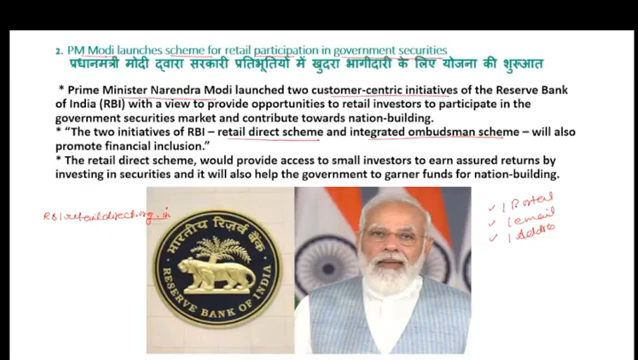 2. PM Modi launches scheme for retail participation in government securities
प्रधानमंत्री मोदी द्वारा सरकारी प्रतिभूतियों में खुदरा भागीदारी के लिए योजना की शुरूआत
* Prime Minister Narendra Modi launched two customer-centric initiatives of the Reserve Bank
of India (RBI) with a view to provide opportunities to retail investors to participate in the
government securities market and contribute towards nation-building.
* "The two initiatives of RBI – retail direct scheme and integrated ombudsman scheme – will also
promote financial inclusion."
* The retail direct scheme, would provide access to small investors to earn assured returns by
investing in securities and it will also help the government to garner funds for nation-building.
RBIretaildirect.org.in
भारतीय रिज़र्व बैंक
RESERVE BANK OF INDIA
✓ 1 Portal
✓ 1 email
✓ 1